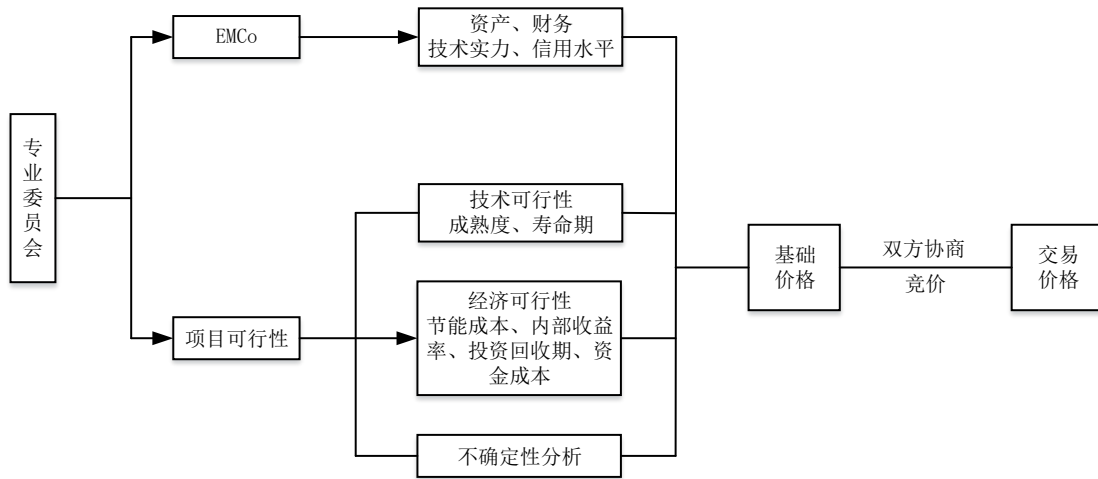 专业委员会
EMCo
资产、财务
技术实力、信用水平
项目可行性
技术可行性
成熟度、寿命期
经济可行性
节能成本、内部收益
率、投资回收期、资
金成本
不确定性分析
基础
价格
双方协商
竞价
交易
价格